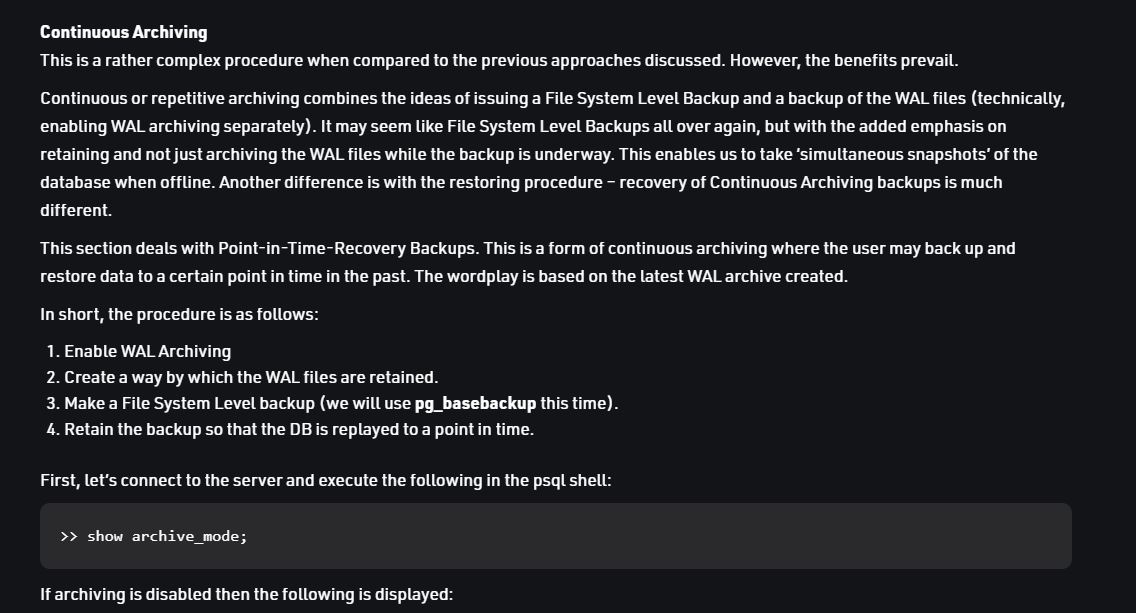 Continuous Archiving
This is a rather complex procedure when compared to the previous approaches discussed. However, the benefits prevail.
Continuous or repetitive archiving combines the ideas of issuing a File System Level Backup and a backup of the WAL files (technically,
enabling WAL archiving separately). It may seem like File System Level Backups all over again, but with the added emphasis on
retaining and not just archiving the WAL files while the backup is underway. This enables us to take ‘simultaneous snapshots’ of the
database when offline. Another difference is with the restoring procedure – recovery of Continuous Archiving backups is much
different.
This section deals with Point-in-Time-Recovery Backups. This is a form of continuous archiving where the user may back up and
restore data to a certain point in time in the past. The wordplay is based on the latest WAL archive created.
In short, the procedure is as follows:
1. Enable WAL Archiving
2. Create a way by which the WAL files are retained.
3. Make a File System Level backup (we will use pg_basebackup this time).
4. Retain the backup so that the DB is replayed to a point in time.
First, let’s connect to the server and execute the following in the psql shell:
>> show archive_mode;
If archiving is disabled then the following is displayed: